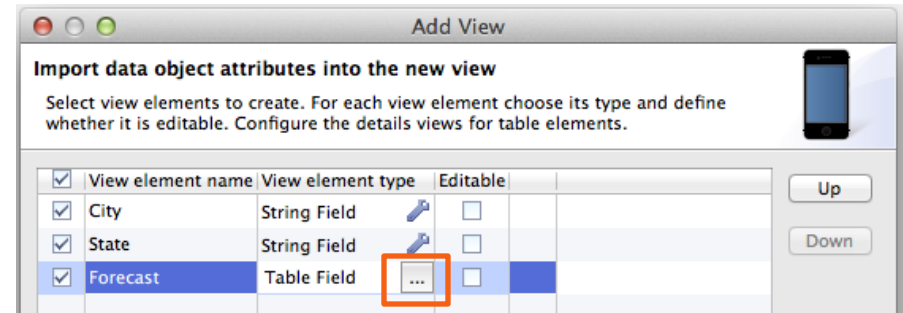 Add View
Import data object attributes into the new view
Select view elements to create. For each view element choose its type and define
whether it is editable. Configure the details views for table elements.
View element name View element type Editable
Up
City String Field
State String Field
Down
Forecast Table Field ...